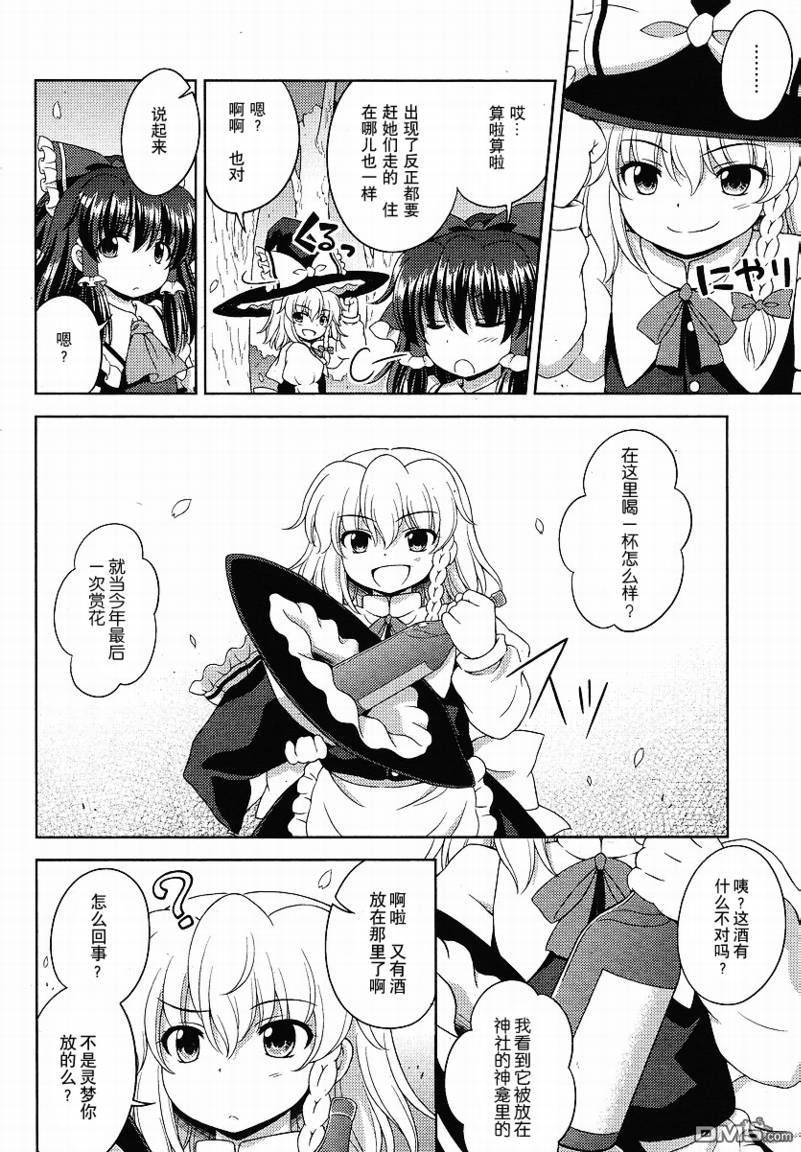 ………
にやり
哎…
算啦算啦
出现了反正都要
赶她们走的 住
在哪儿也一样
嗯？
啊啊 也对
くるっ
说起来
嗯？
在这里喝一杯怎么样？
就当今年最后
一次赏花
咦？这酒有
什么不对吗？
我看到它被放在
神社的神龛里的
啊啦 又有酒
放在那里了啊
怎么回事？
不是灵梦你
放的么？
?
DM5.com